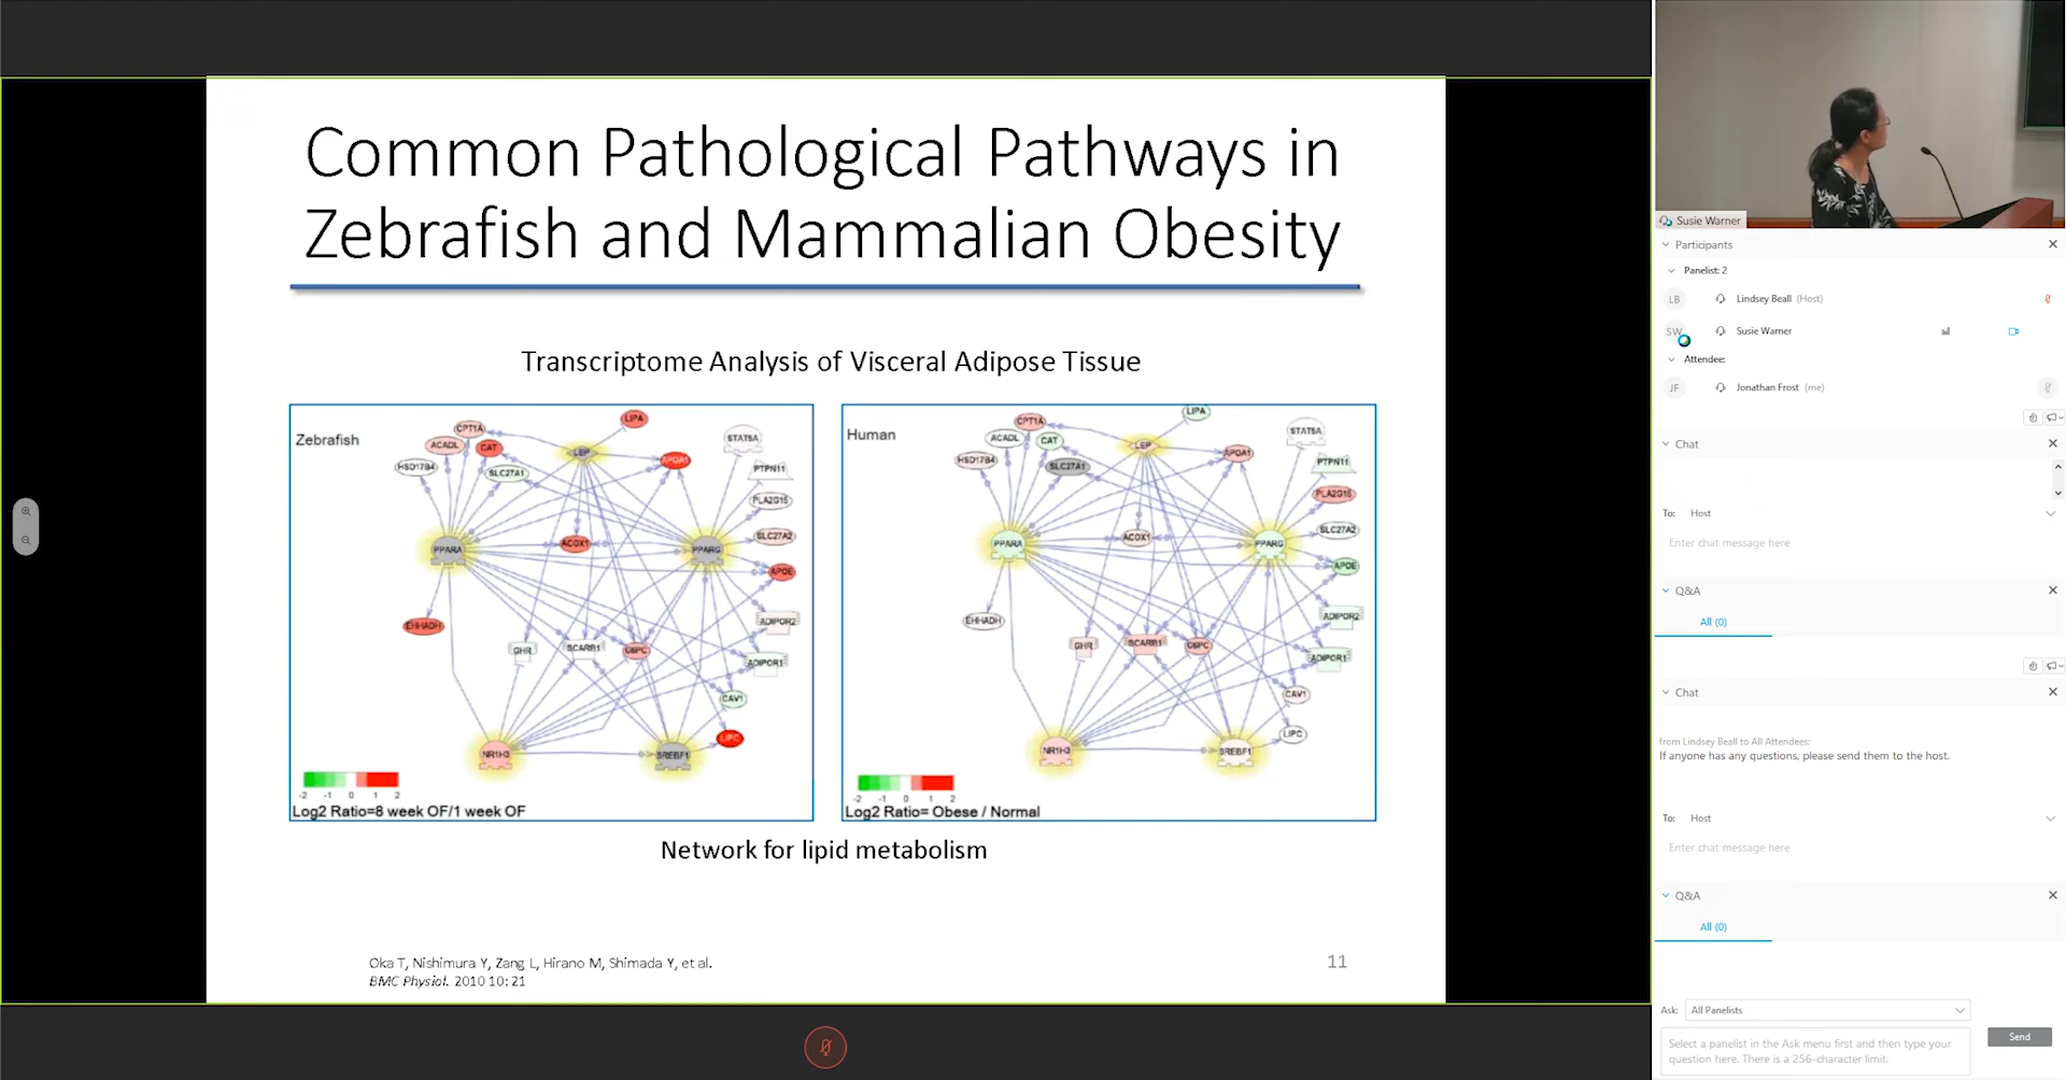 Common Pathological Pathways in
Zebrafish and Mammalian Obesity
Transcriptome Analysis of Visceral Adipose Tissue
Zebrafish
LIPA
CPT1A
ACADL
CAT
LEP
STAT5A
HSD17B4
SLC27A1
APOA1
PTPN11
PLA2G15
SLC27A2
PPARA
ACOX1
PPARG
APOE
EHHADH
ADIPOR2
GHR
SCARB1
G6PC
ADIPOR1
CAV1
LIPC
NR1H3
SREBF1
-2 -1 0 1 2
Log2 Ratio=8 week OF/1 week OF
Human
LIPA
CPT1A
ACADL
CAT
LEP
STAT5A
HSD17B4
SLC27A1
APOA1
PTPN11
PLA2G15
SLC27A2
PPARA
ACOX1
PPARG
APOE
EHHADH
ADIPOR2
GHR
SCARB1
G6PC
ADIPOR1
CAV1
LIPC
NR1H3
SREBF1
-2 -1 0 1 2
Log2 Ratio= Obese / Normal
Network for lipid metabolism
Oka T, Nishimura Y, Zang L, Hirano M, Shimada Y, et al.
BMC Physiol. 2010 10: 21
11
Susie Warner
Participants
Panelist: 2
LB Lindsey Beall (Host)
SW Susie Warner
Attendee:
JF Jonathan Frost (me)
Chat
To: Host
Enter chat message here
Q&A
All (0)
Chat
from Lindsey Beall to All Attendees:
If anyone has any questions, please send them to the host.
To: Host
Enter chat message here
Q&A
All (0)
Ask: All Panelists
Select a panelist in the Ask menu first and then type your
question here. There is a 256-character limit.
Send